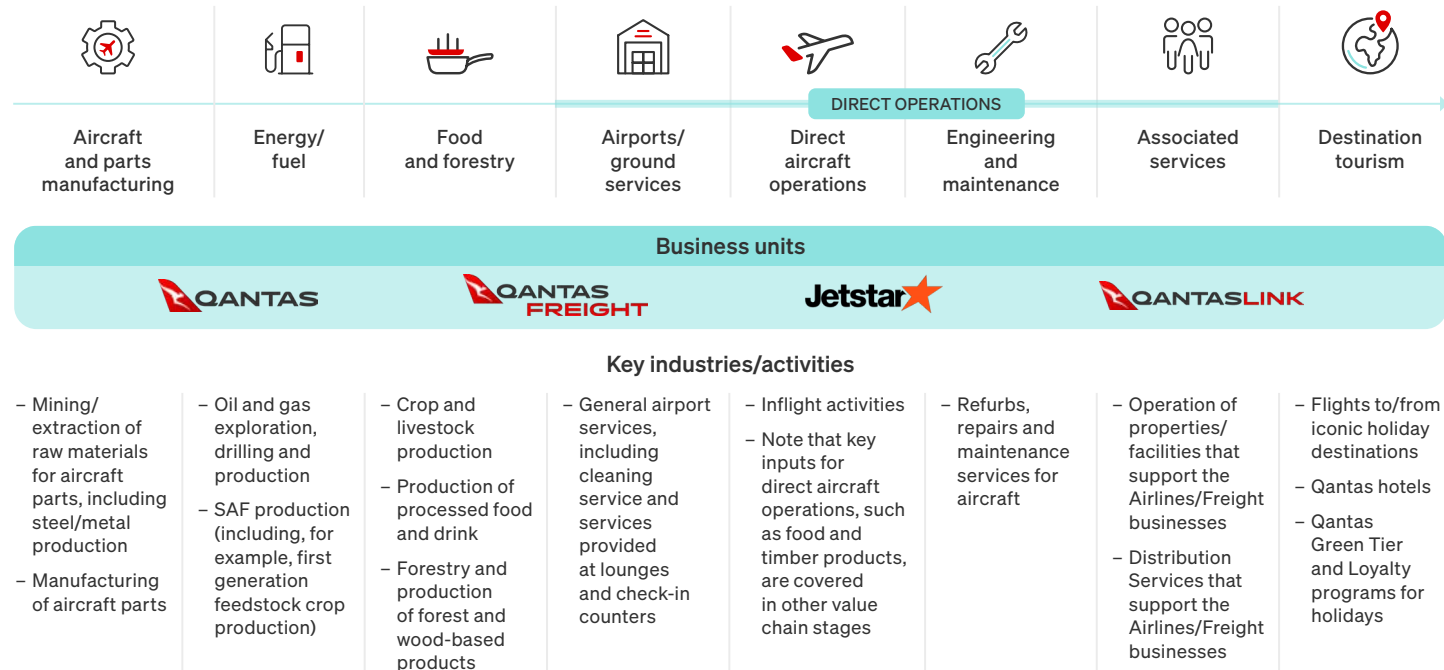 DIRECT OPERATIONS
Aircraft
and parts
manufacturing
Energy/
fuel
Food
and forestry
Airports/
ground
services
Direct
aircraft
operations
Engineering
and
maintenance
Associated
services
Destination
tourism
Business units
QANTAS
QANTAS
FREIGHT
Jetstar
QANTASLINK
Key industries/activities
– Mining/
extraction of
raw materials
for aircraft
parts, including
steel/metal
production
– Manufacturing
of aircraft parts
– Oil and gas
exploration,
drilling and
production
– SAF production
(including, for
example, first
generation
feedstock crop
production)
– Crop and
livestock
production
– Production of
processed food
and drink
– Forestry and
production
of forest and
wood-based
products
– General airport
services,
including
cleaning
service and
services
provided
at lounges
and check-in
counters
– Inflight activities
– Note that key
inputs for
direct aircraft
operations, such
as food and
timber products,
are covered
in other value
chain stages
– Refurbs,
repairs and
maintenance
services for
aircraft
– Operation of
properties/
facilities that
support the
Airlines/Freight
businesses
– Distribution
Services that
support the
Airlines/Freight
businesses
– Flights to/from
iconic holiday
destinations
– Qantas hotels
– Qantas
Green Tier
and Loyalty
programs for
holidays